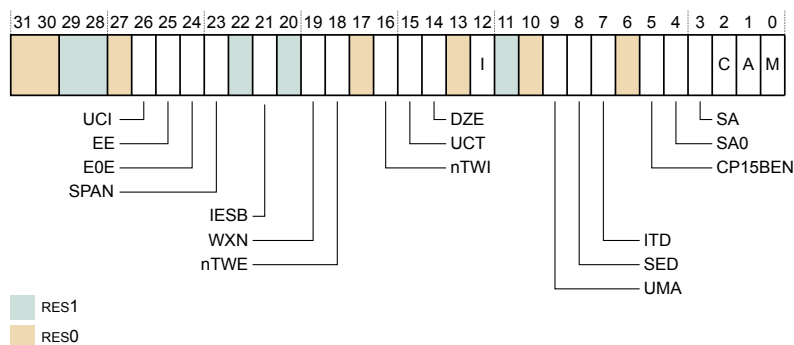 31 30 29 28 27 26 25 24 23 22 21 20 19 18 17 16 15 14 13 12 11 10 9 8 7 6 5 4 3 2 1 0
I C A M
UCI DZE SA
EE UCT SA0
E0E nTWI CP15BEN
SPAN
IESB
WXN ITD
nTWE SED
UMA
RES1
RES0